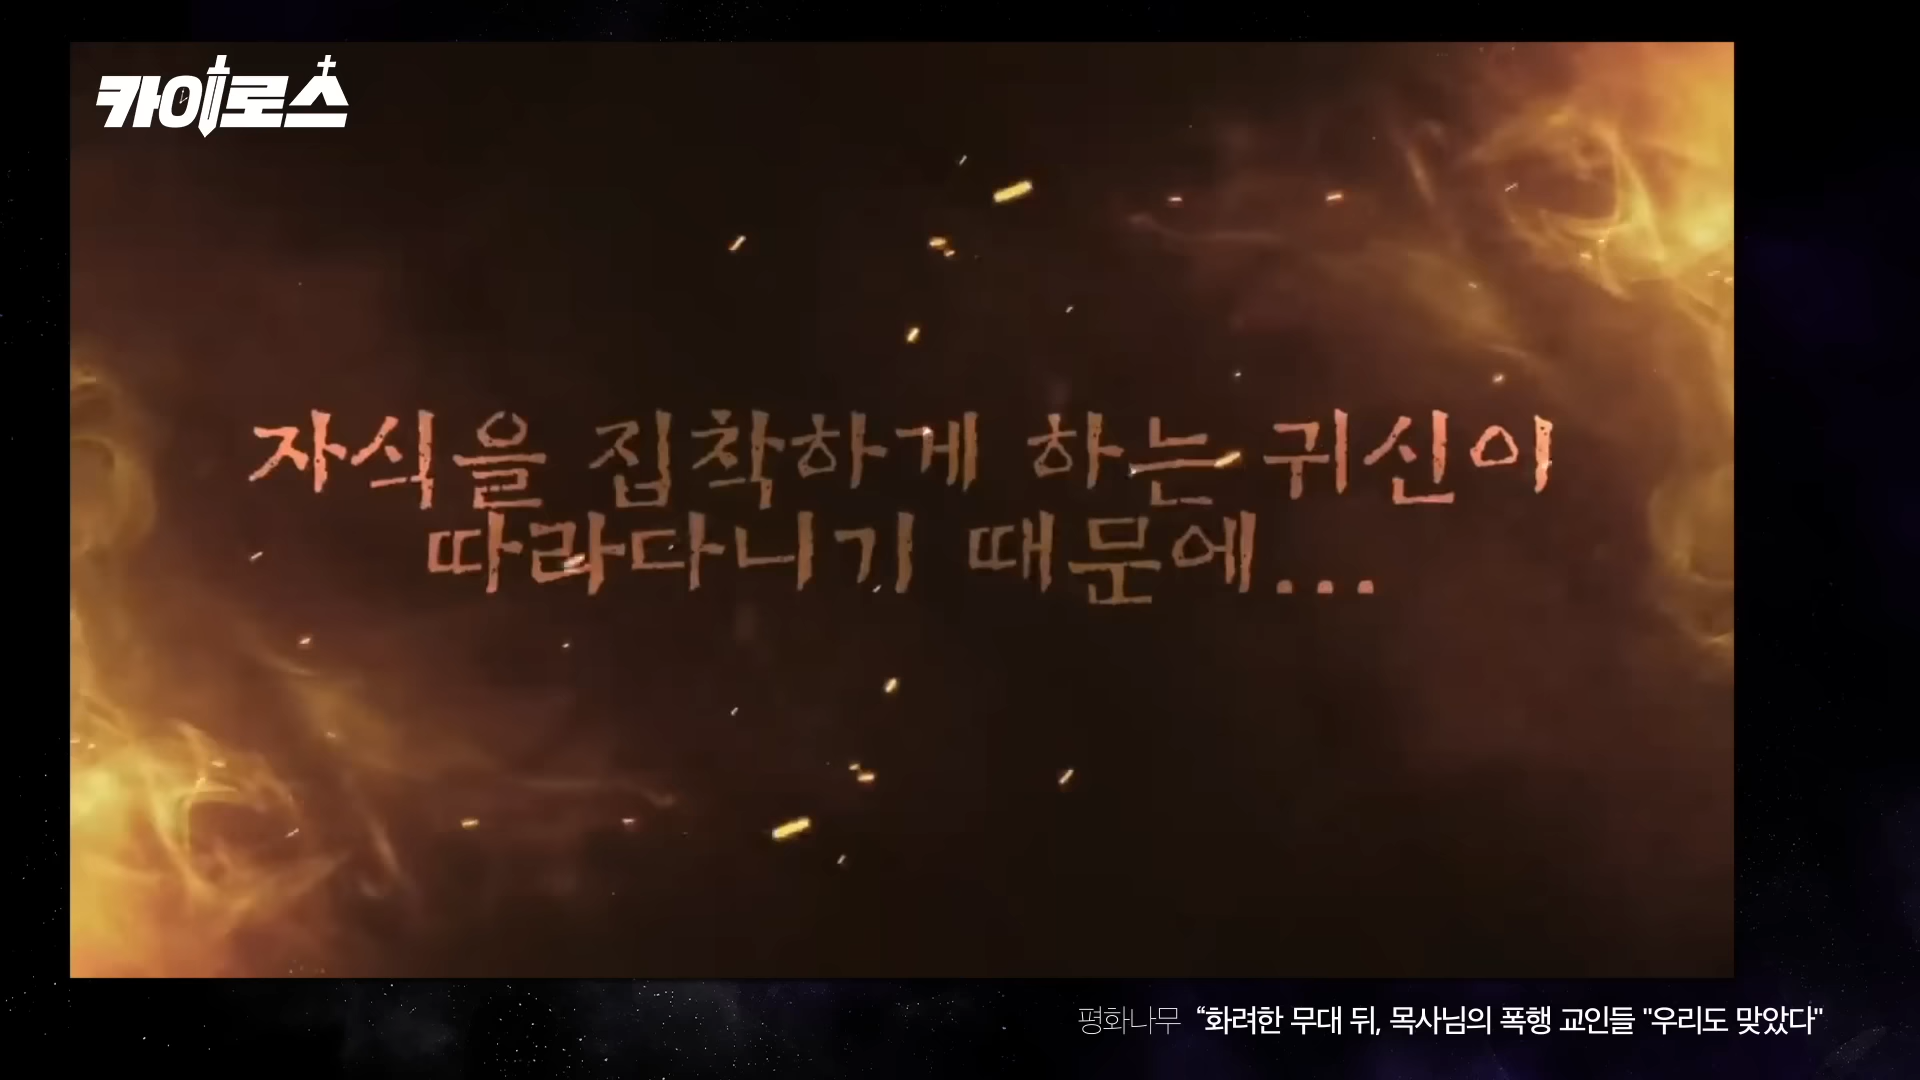 카이로스
자식을 집착하게 하는 귀신이
따라다니기 때문에...
평화나무 “화려한 무대 뒤, 목사님의 폭행 교인들 "우리도 맞았다"